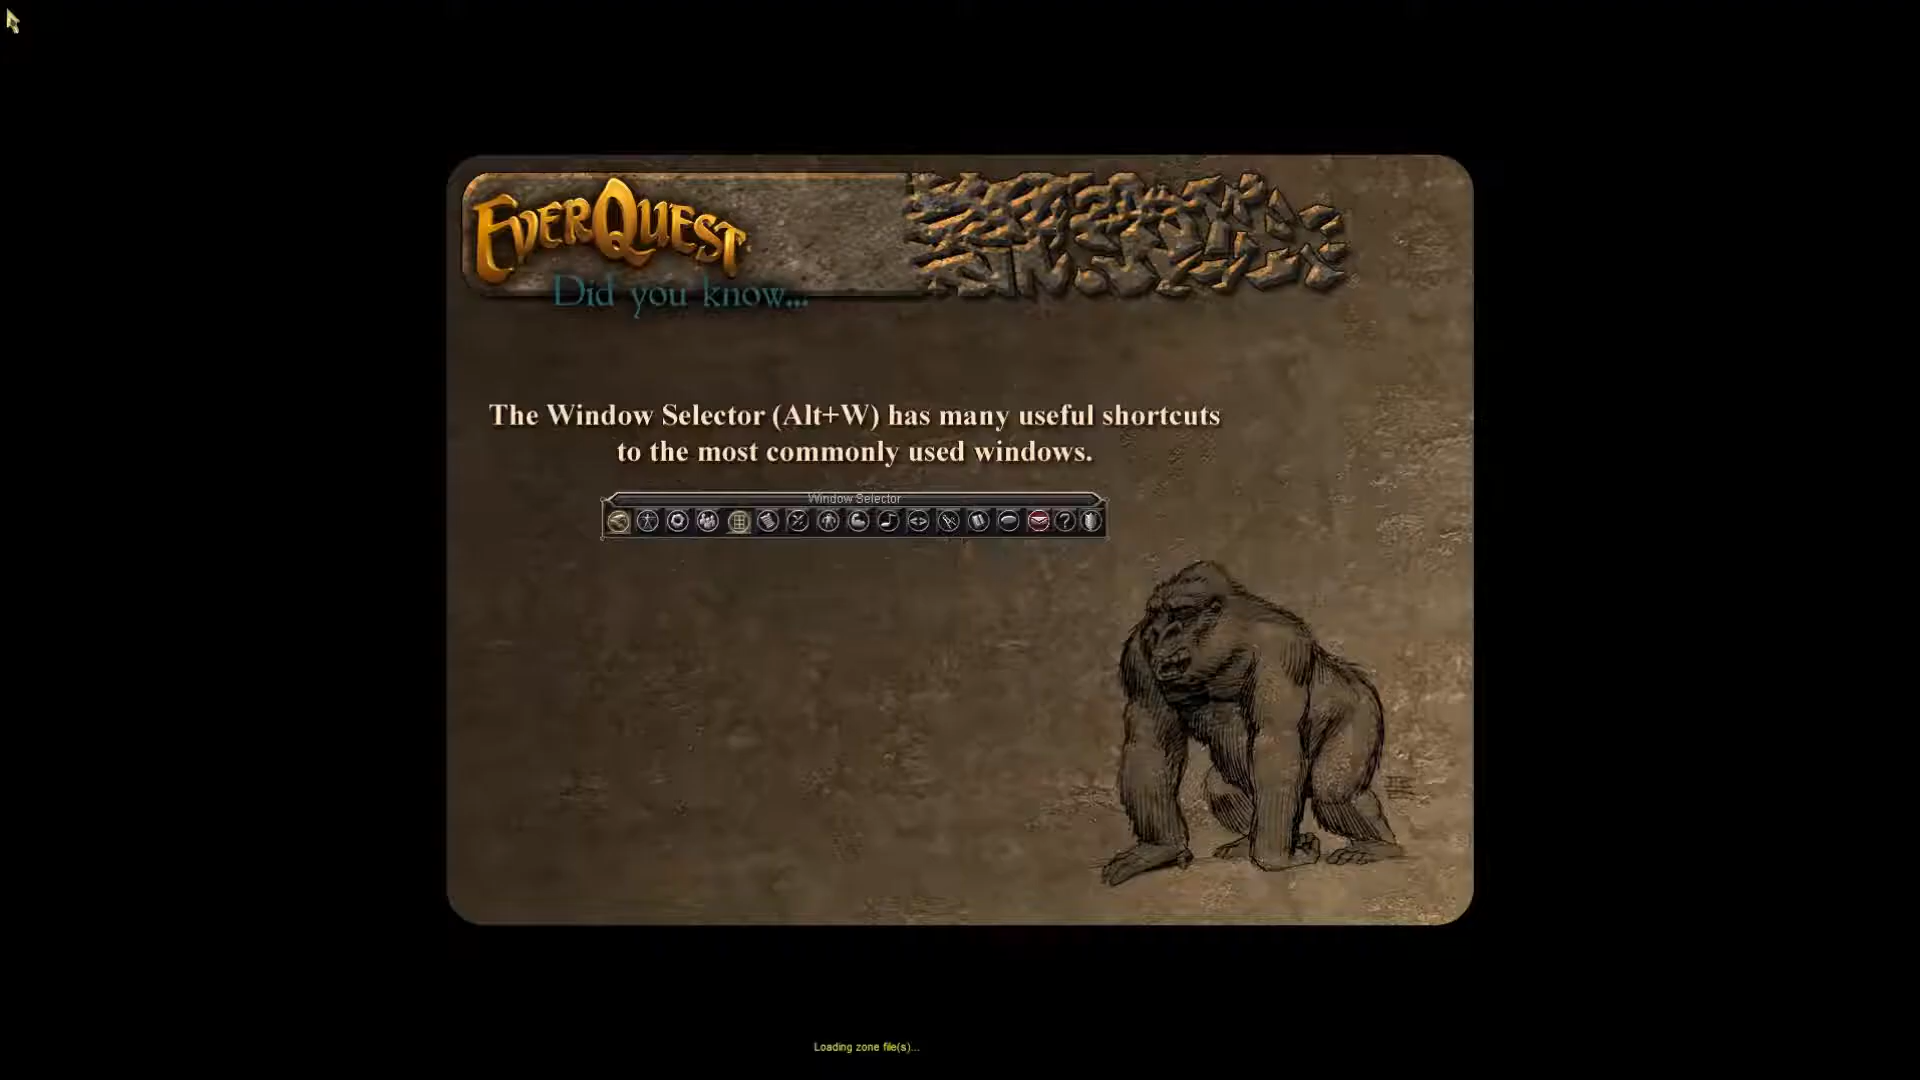 EverQuest
Did you know...
The Window Selector (Alt+W) has many useful shortcuts
to the most commonly used windows.
Window Selector
Loading zone file(s)...